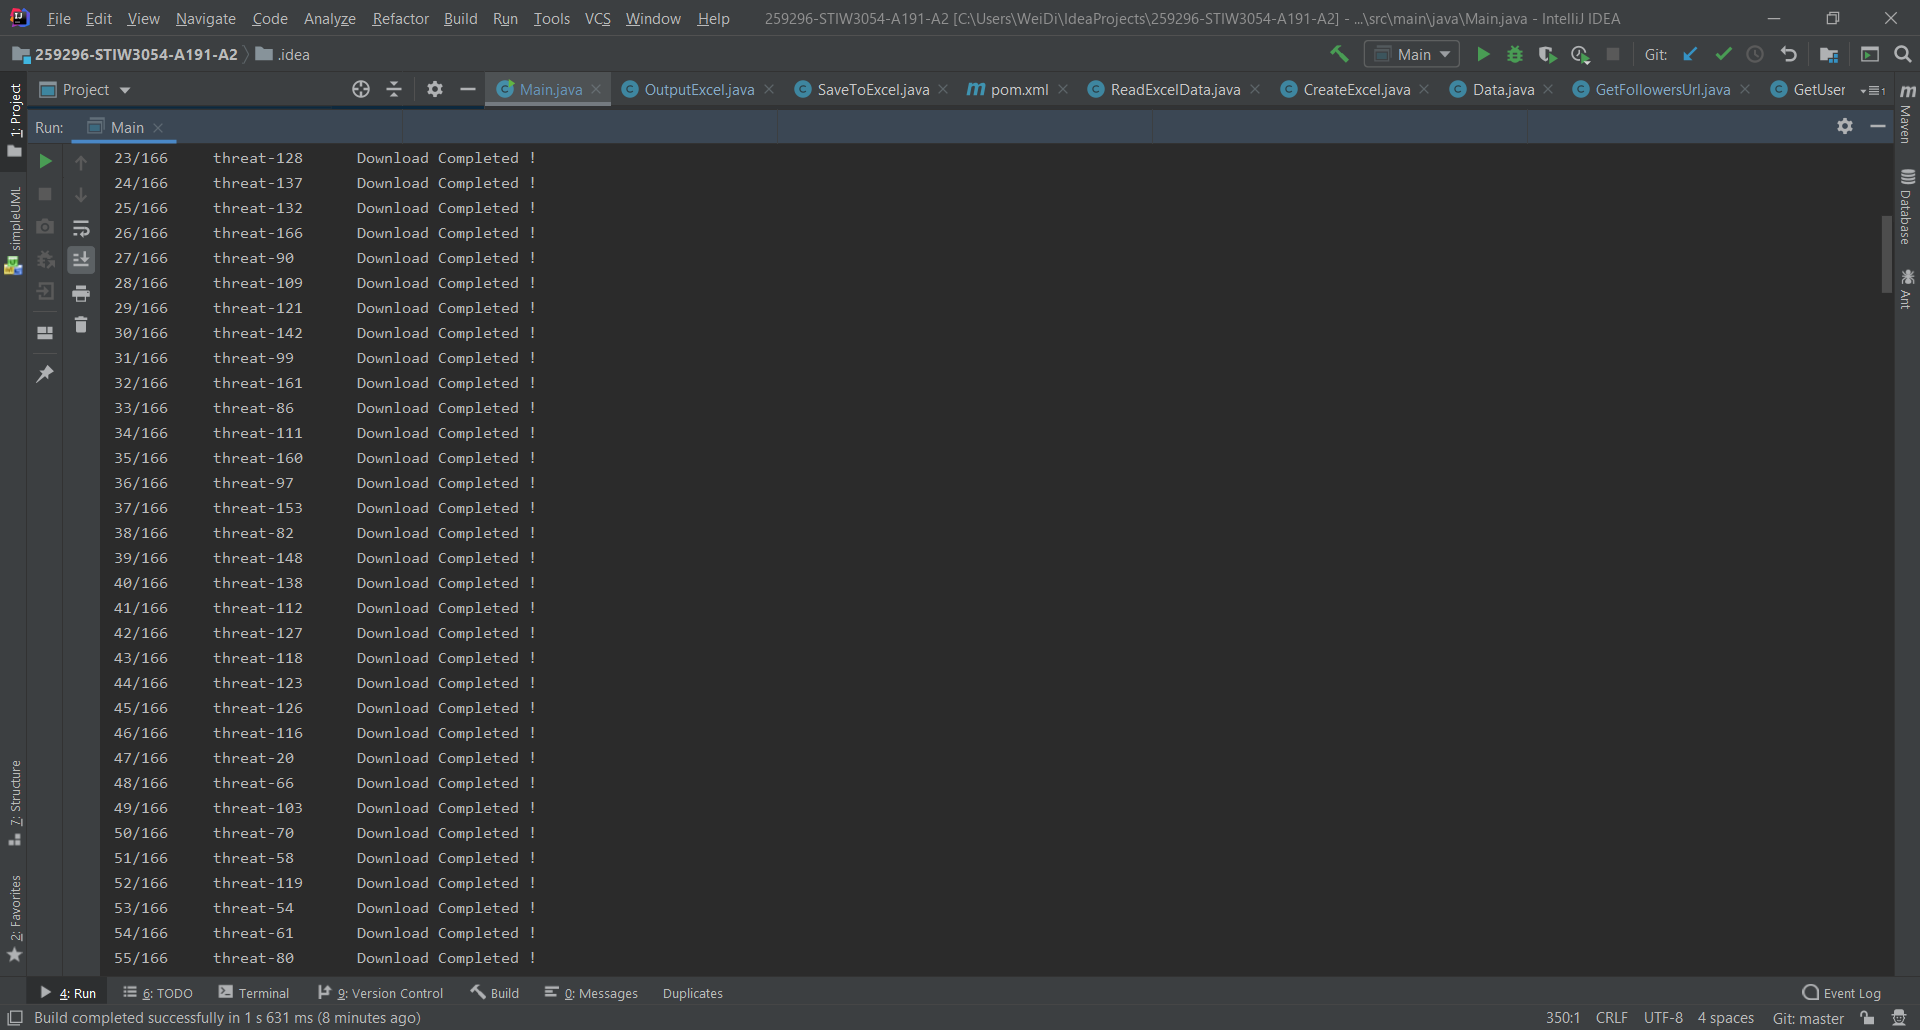 File Edit View Navigate Code Analyze Refactor Build Run Tools VCS Window Help 259296-STIW3054-A191-A2 [C:\Users\WeiDi\IdeaProjects\259296-STIW3054-A191-A2] - ...\src\main\java\Main.java - IntelliJ IDEA
259296-STIW3054-A191-A2 .idea Main Git:
Project Main.java OutputExcel.java SaveToExcel.java pom.xml ReadExcelData.java CreateExcel.java Data.java GetFollowersUrl.java GetUser
Run: Main
1: Project
simpleUML
7: Structure
2: Favorites
23/166 threat-128 Download Completed !
24/166 threat-137 Download Completed !
25/166 threat-132 Download Completed !
26/166 threat-166 Download Completed !
27/166 threat-90 Download Completed !
28/166 threat-109 Download Completed !
29/166 threat-121 Download Completed !
30/166 threat-142 Download Completed !
31/166 threat-99 Download Completed !
32/166 threat-161 Download Completed !
33/166 threat-86 Download Completed !
34/166 threat-111 Download Completed !
35/166 threat-160 Download Completed !
36/166 threat-97 Download Completed !
37/166 threat-153 Download Completed !
38/166 threat-82 Download Completed !
39/166 threat-148 Download Completed !
40/166 threat-138 Download Completed !
41/166 threat-112 Download Completed !
42/166 threat-127 Download Completed !
43/166 threat-118 Download Completed !
44/166 threat-123 Download Completed !
45/166 threat-126 Download Completed !
46/166 threat-116 Download Completed !
47/166 threat-20 Download Completed !
48/166 threat-66 Download Completed !
49/166 threat-103 Download Completed !
50/166 threat-70 Download Completed !
51/166 threat-58 Download Completed !
52/166 threat-119 Download Completed !
53/166 threat-54 Download Completed !
54/166 threat-61 Download Completed !
55/166 threat-80 Download Completed !
Maven
Database
Ant
4: Run 6: TODO Terminal 9: Version Control Build 0: Messages Duplicates Event Log
Build completed successfully in 1 s 631 ms (8 minutes ago) 350:1 CRLF UTF-8 4 spaces Git: master